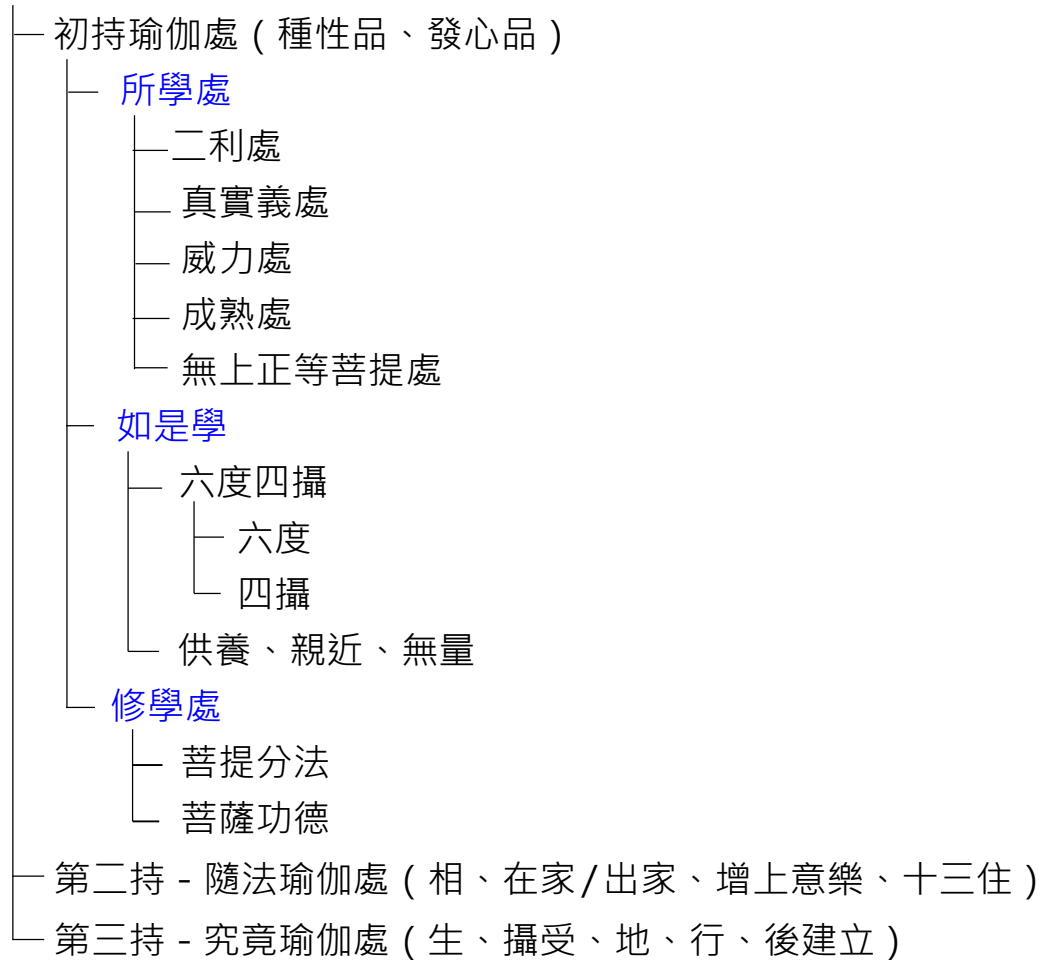 初持瑜伽處（種性品、發心品）
所學處
二利處
真實義處
威力處
成熟處
無上正等菩提處
如是學
六度四攝
六度
四攝
供養、親近、無量
修學處
菩提分法
菩薩功德
第二持 - 隨法瑜伽處（相、在家/出家、增上意樂、十三住）
第三持 - 究竟瑜伽處（生、攝受、地、行、後建立）